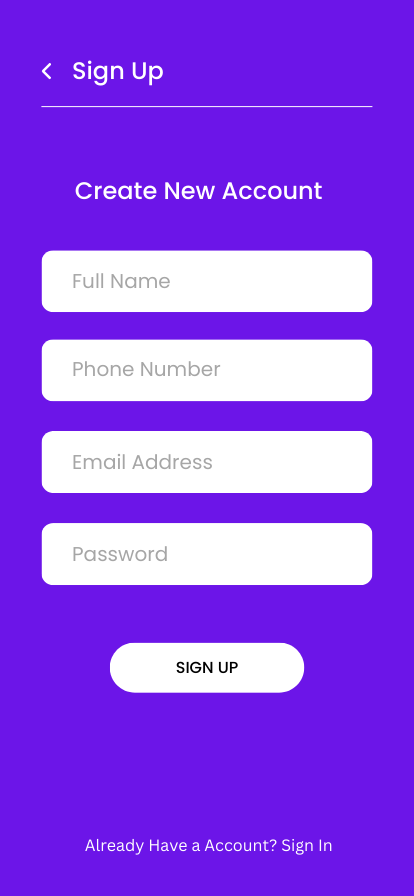 Sign Up
Create New Account
Full Name
Phone Number
Email Address
Password
SIGN UP
Already Have a Account? Sign In